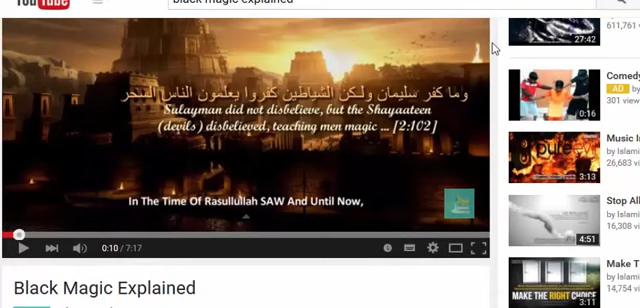 YouTube
black magic explained
وما كفر سليمان ولكن الشياطين كفروا يعلمون الناس السحر
Sulayman did not disbelieve, but the Shayaateen
(devils) disbelieved, teaching men magic ... [2:102]
In The Time Of Rasullullah SAW And Until Now,
0:10 / 7:17
Black Magic Explained
611,761
27:42
Comedy
AD by
301 view
0:16
Music I
by Islami
26,683 vi
3:13
Stop All
by Islami
16,308 vi
4:51
Make T
by Islami
14,754 vi
MAKE THE RIGHT CHOICE
3:11